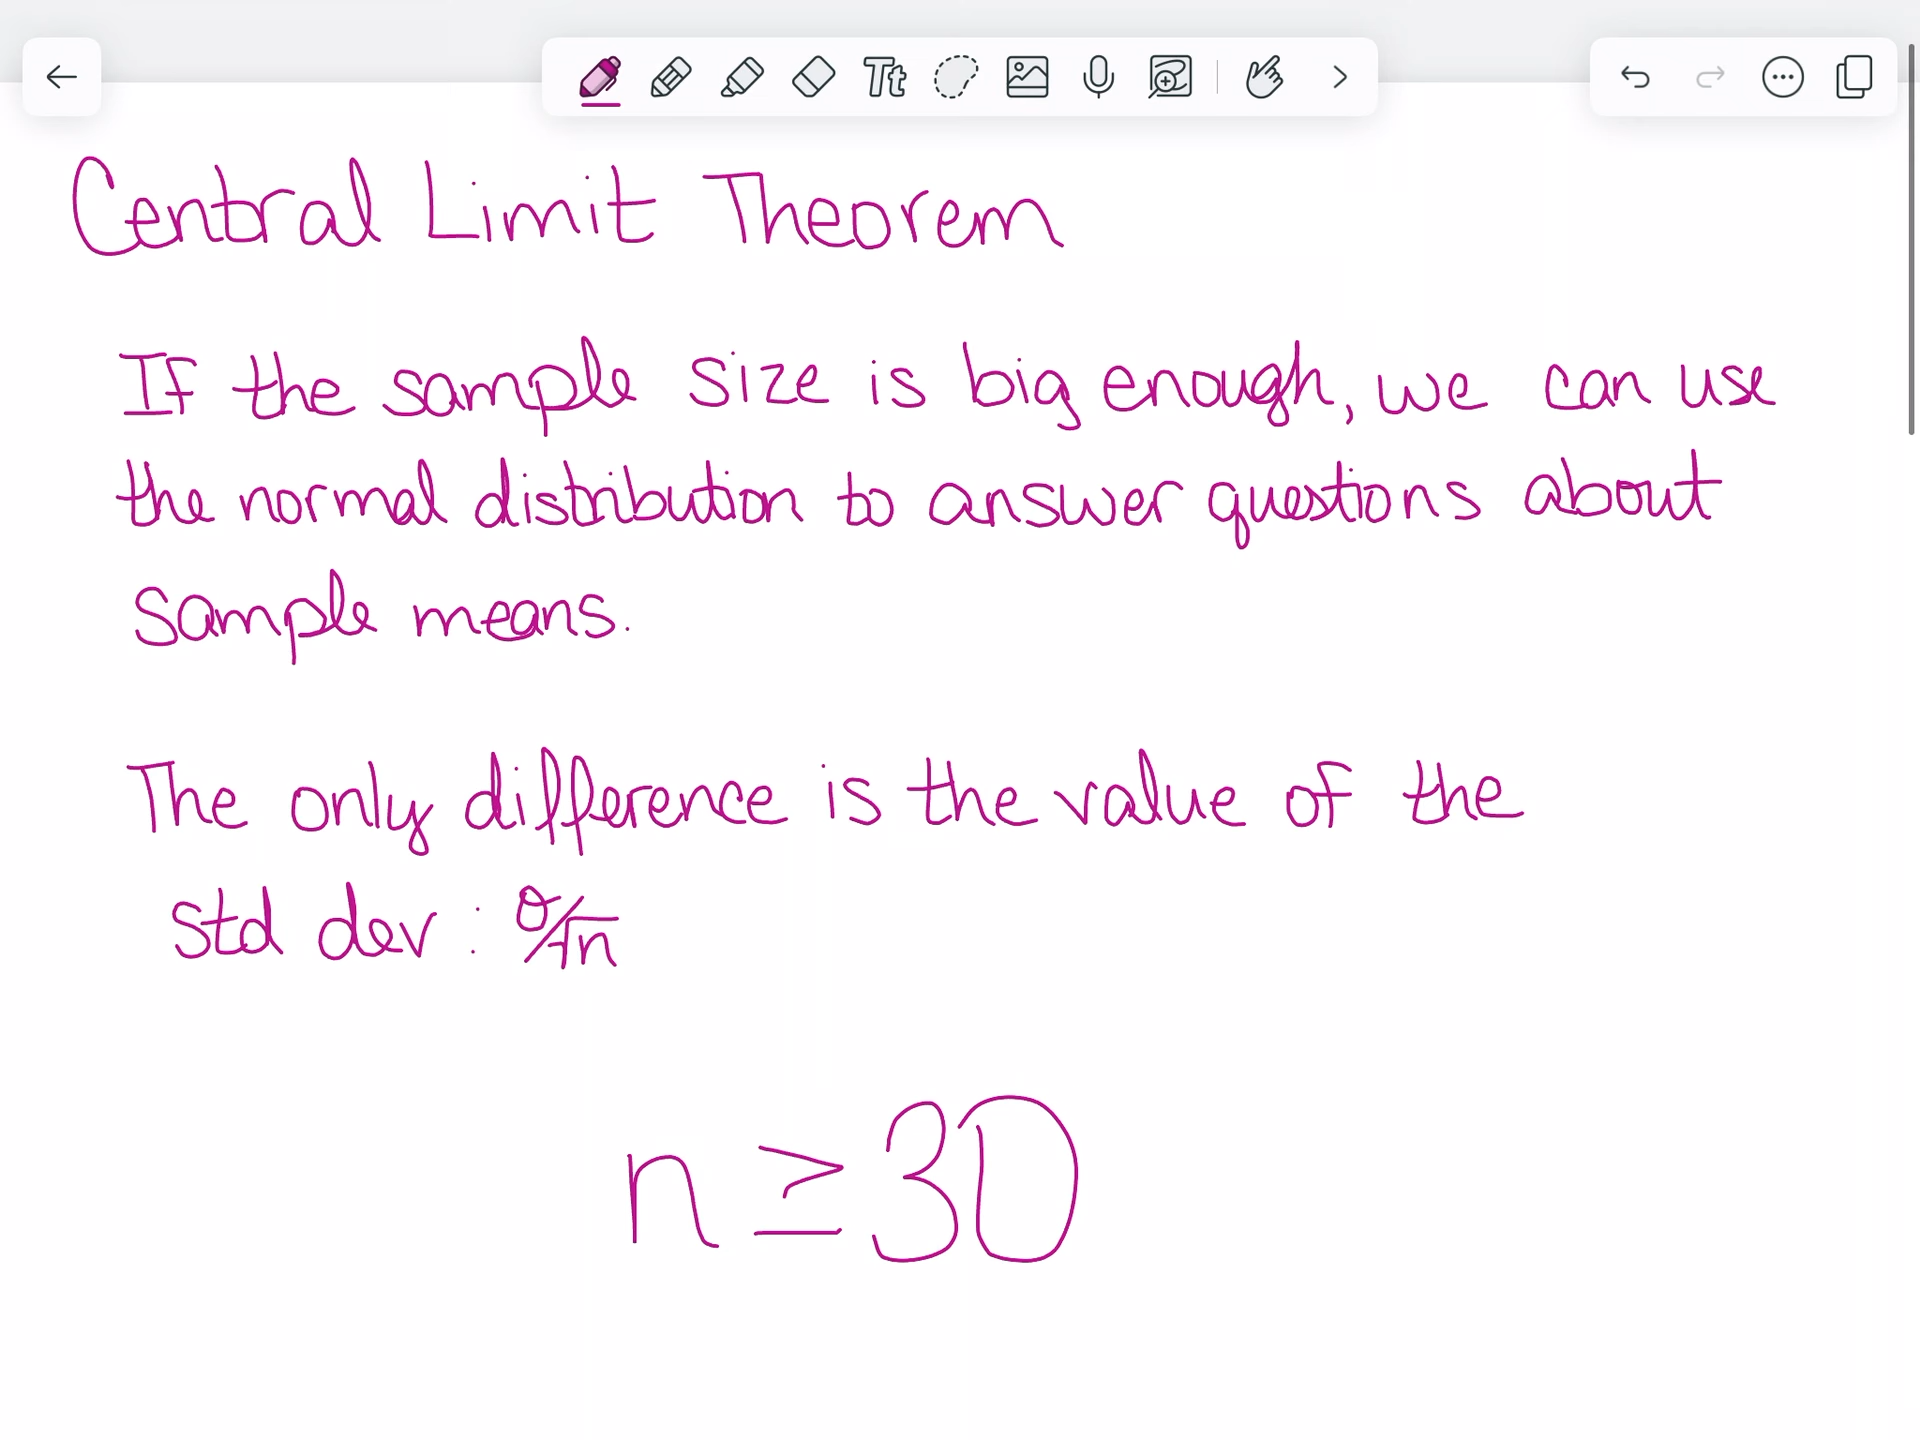 Tt
Central Limit Theorem
If the sample size is big enough, we can use
the normal distribution to answer questions about
sample means.
The only difference is the value of the
std dev: σ/√n
n ≥ 30